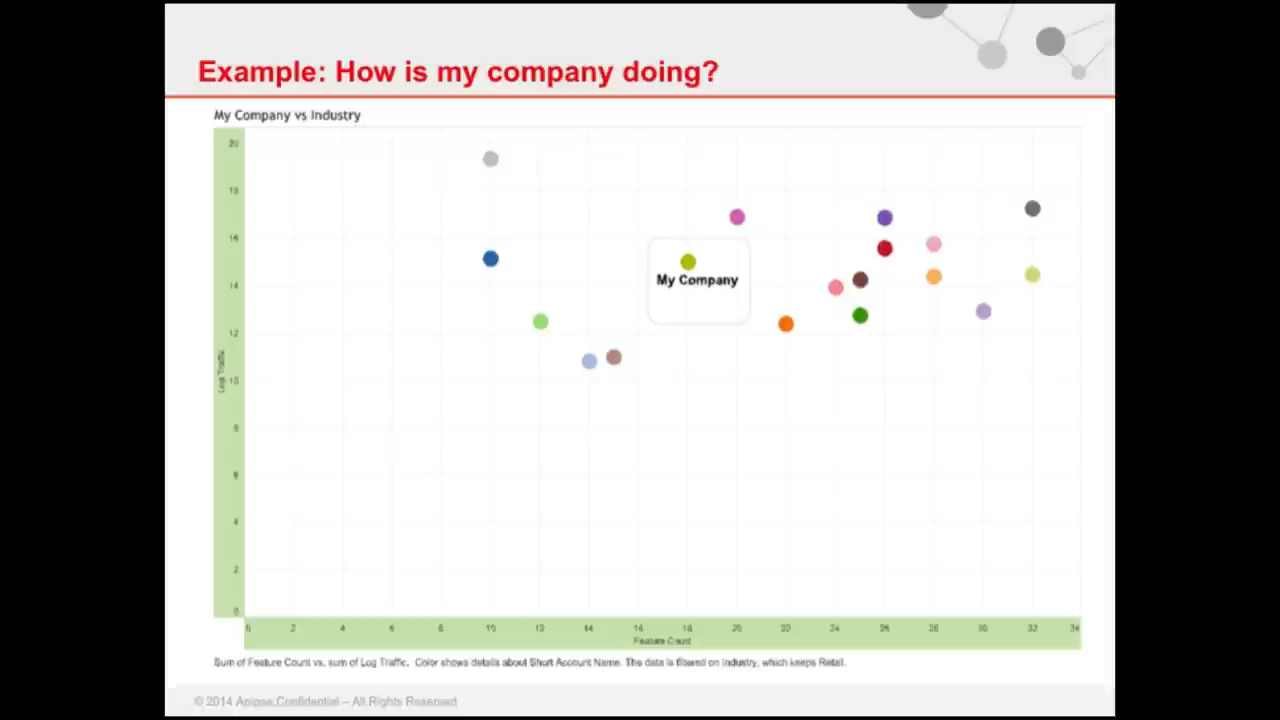 Example: How is my company doing?
My Company vs Industry
20
18
16
14
12
10
8
6
4
2
0
Log Traffic
My Company
0 2 4 6 8 10 12 14 16 18 20 22 24 26 28 30 32 34
Feature Count
Sum of Feature Count vs. sum of Log Traffic. Color shows details about Short Account Name. The data is filtered on Industry, which keeps Retail.
© 2014 Apigee Confidential – All Rights Reserved